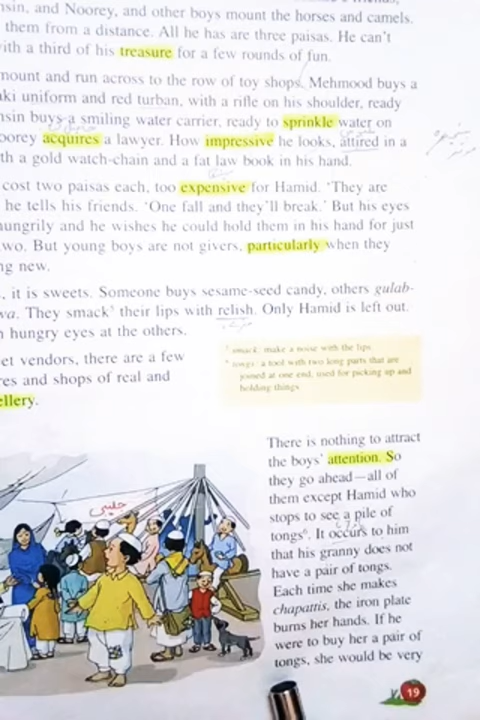 sin, and Noorey, and other boys mount the horses and camels.
them from a distance. All he has are three paisas. He can't
ith a third of his treasure for a few rounds of fun.
mount and run across to the row of toy shops. Mehmood buys a
aki uniform and red turban, with a rifle on his shoulder, ready
nsin buys a smiling water carrier, ready to sprinkle water on
oorey acquires a lawyer. How impressive he looks, attired in a
th a gold watch-chain and a fat law book in his hand.
cost two paisas each, too expensive for Hamid. 'They are
he tells his friends. 'One fall and they'll break.' But his eyes
hungrily and he wishes he could hold them in his hand for just
two. But young boys are not givers, particularly when they
ng new.
, it is sweets. Someone buys sesame-seed candy, others gulab-
wa. They smack⁵ their lips with relish. Only Hamid is left out.
n hungry eyes at the others.
et vendors, there are a few
res and shops of real and
ellery.
⁵ smack: make a noise with the lips
⁶ tongs: a tool with two long parts that are
joined at one end, used for picking up and
holding things
There is nothing to attract
the boys' attention. So
they go ahead—all of
them except Hamid who
stops to see a pile of
tongs⁶. It occurs to him
that his granny does not
have a pair of tongs.
Each time she makes
chapattis, the iron plate
burns her hands. If he
were to buy her a pair of
tongs, she would be very
19